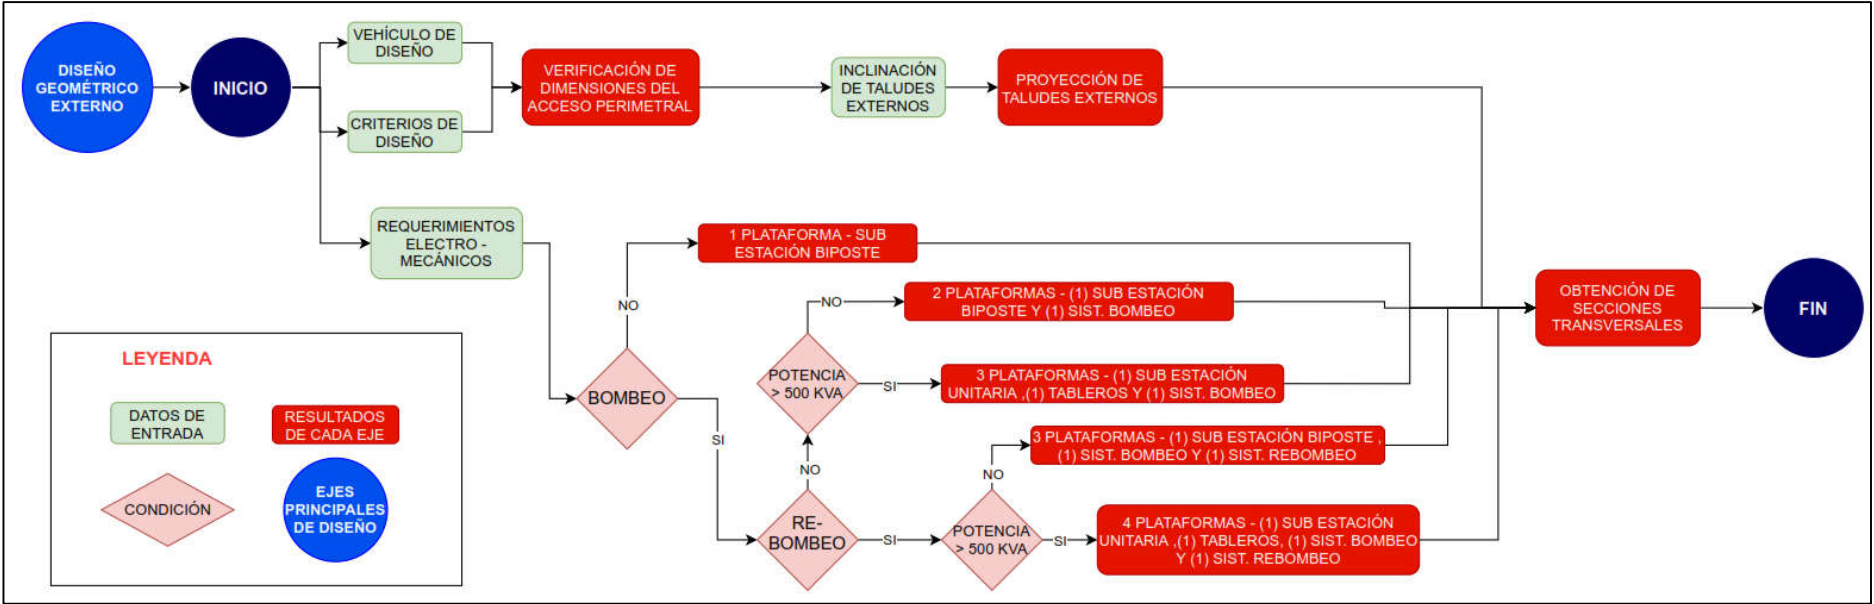 DISEÑO
GEOMÉTRICO
EXTERNO
INICIO
VEHÍCULO DE
DISEÑO
CRITERIOS DE
DISEÑO
VERIFICACIÓN DE
DIMENSIONES DEL
ACCESO PERIMETRAL
INCLINACIÓN
DE TALUDES
EXTERNOS
PROYECCIÓN DE
TALUDES EXTERNOS
REQUERIMIENTOS
ELECTRO -
MECÁNICOS
1 PLATAFORMA - SUB
ESTACIÓN BIPOSTE
NO
BOMBEO
SI
NO
2 PLATAFORMAS - (1) SUB ESTACIÓN
BIPOSTE Y (1) SIST. BOMBEO
POTENCIA
> 500 KVA
SI
3 PLATAFORMAS - (1) SUB ESTACIÓN
UNITARIA ,(1) TABLEROS Y (1) SIST. BOMBEO
NO
RE-
BOMBEO
SI
POTENCIA
> 500 KVA
NO
3 PLATAFORMAS - (1) SUB ESTACIÓN BIPOSTE ,
(1) SIST. BOMBEO Y (1) SIST. REBOMBEO
SI
4 PLATAFORMAS - (1) SUB ESTACIÓN
UNITARIA ,(1) TABLEROS, (1) SIST. BOMBEO
Y (1) SIST. REBOMBEO
OBTENCIÓN DE
SECCIONES
TRANSVERSALES
FIN
LEYENDA
DATOS DE
ENTRADA
RESULTADOS
DE CADA EJE
CONDICIÓN
EJES
PRINCIPALES
DE DISEÑO